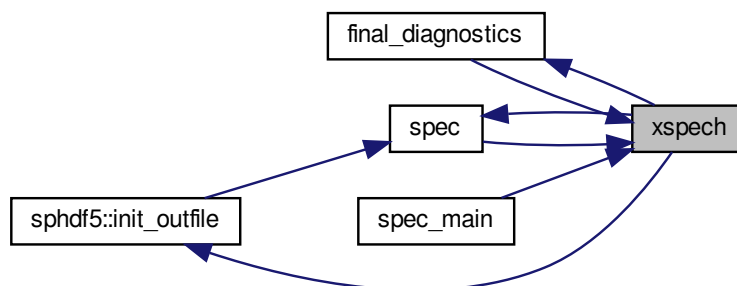 final_diagnostics
spec
xspech
sphdf5::init_outfile
spec_main